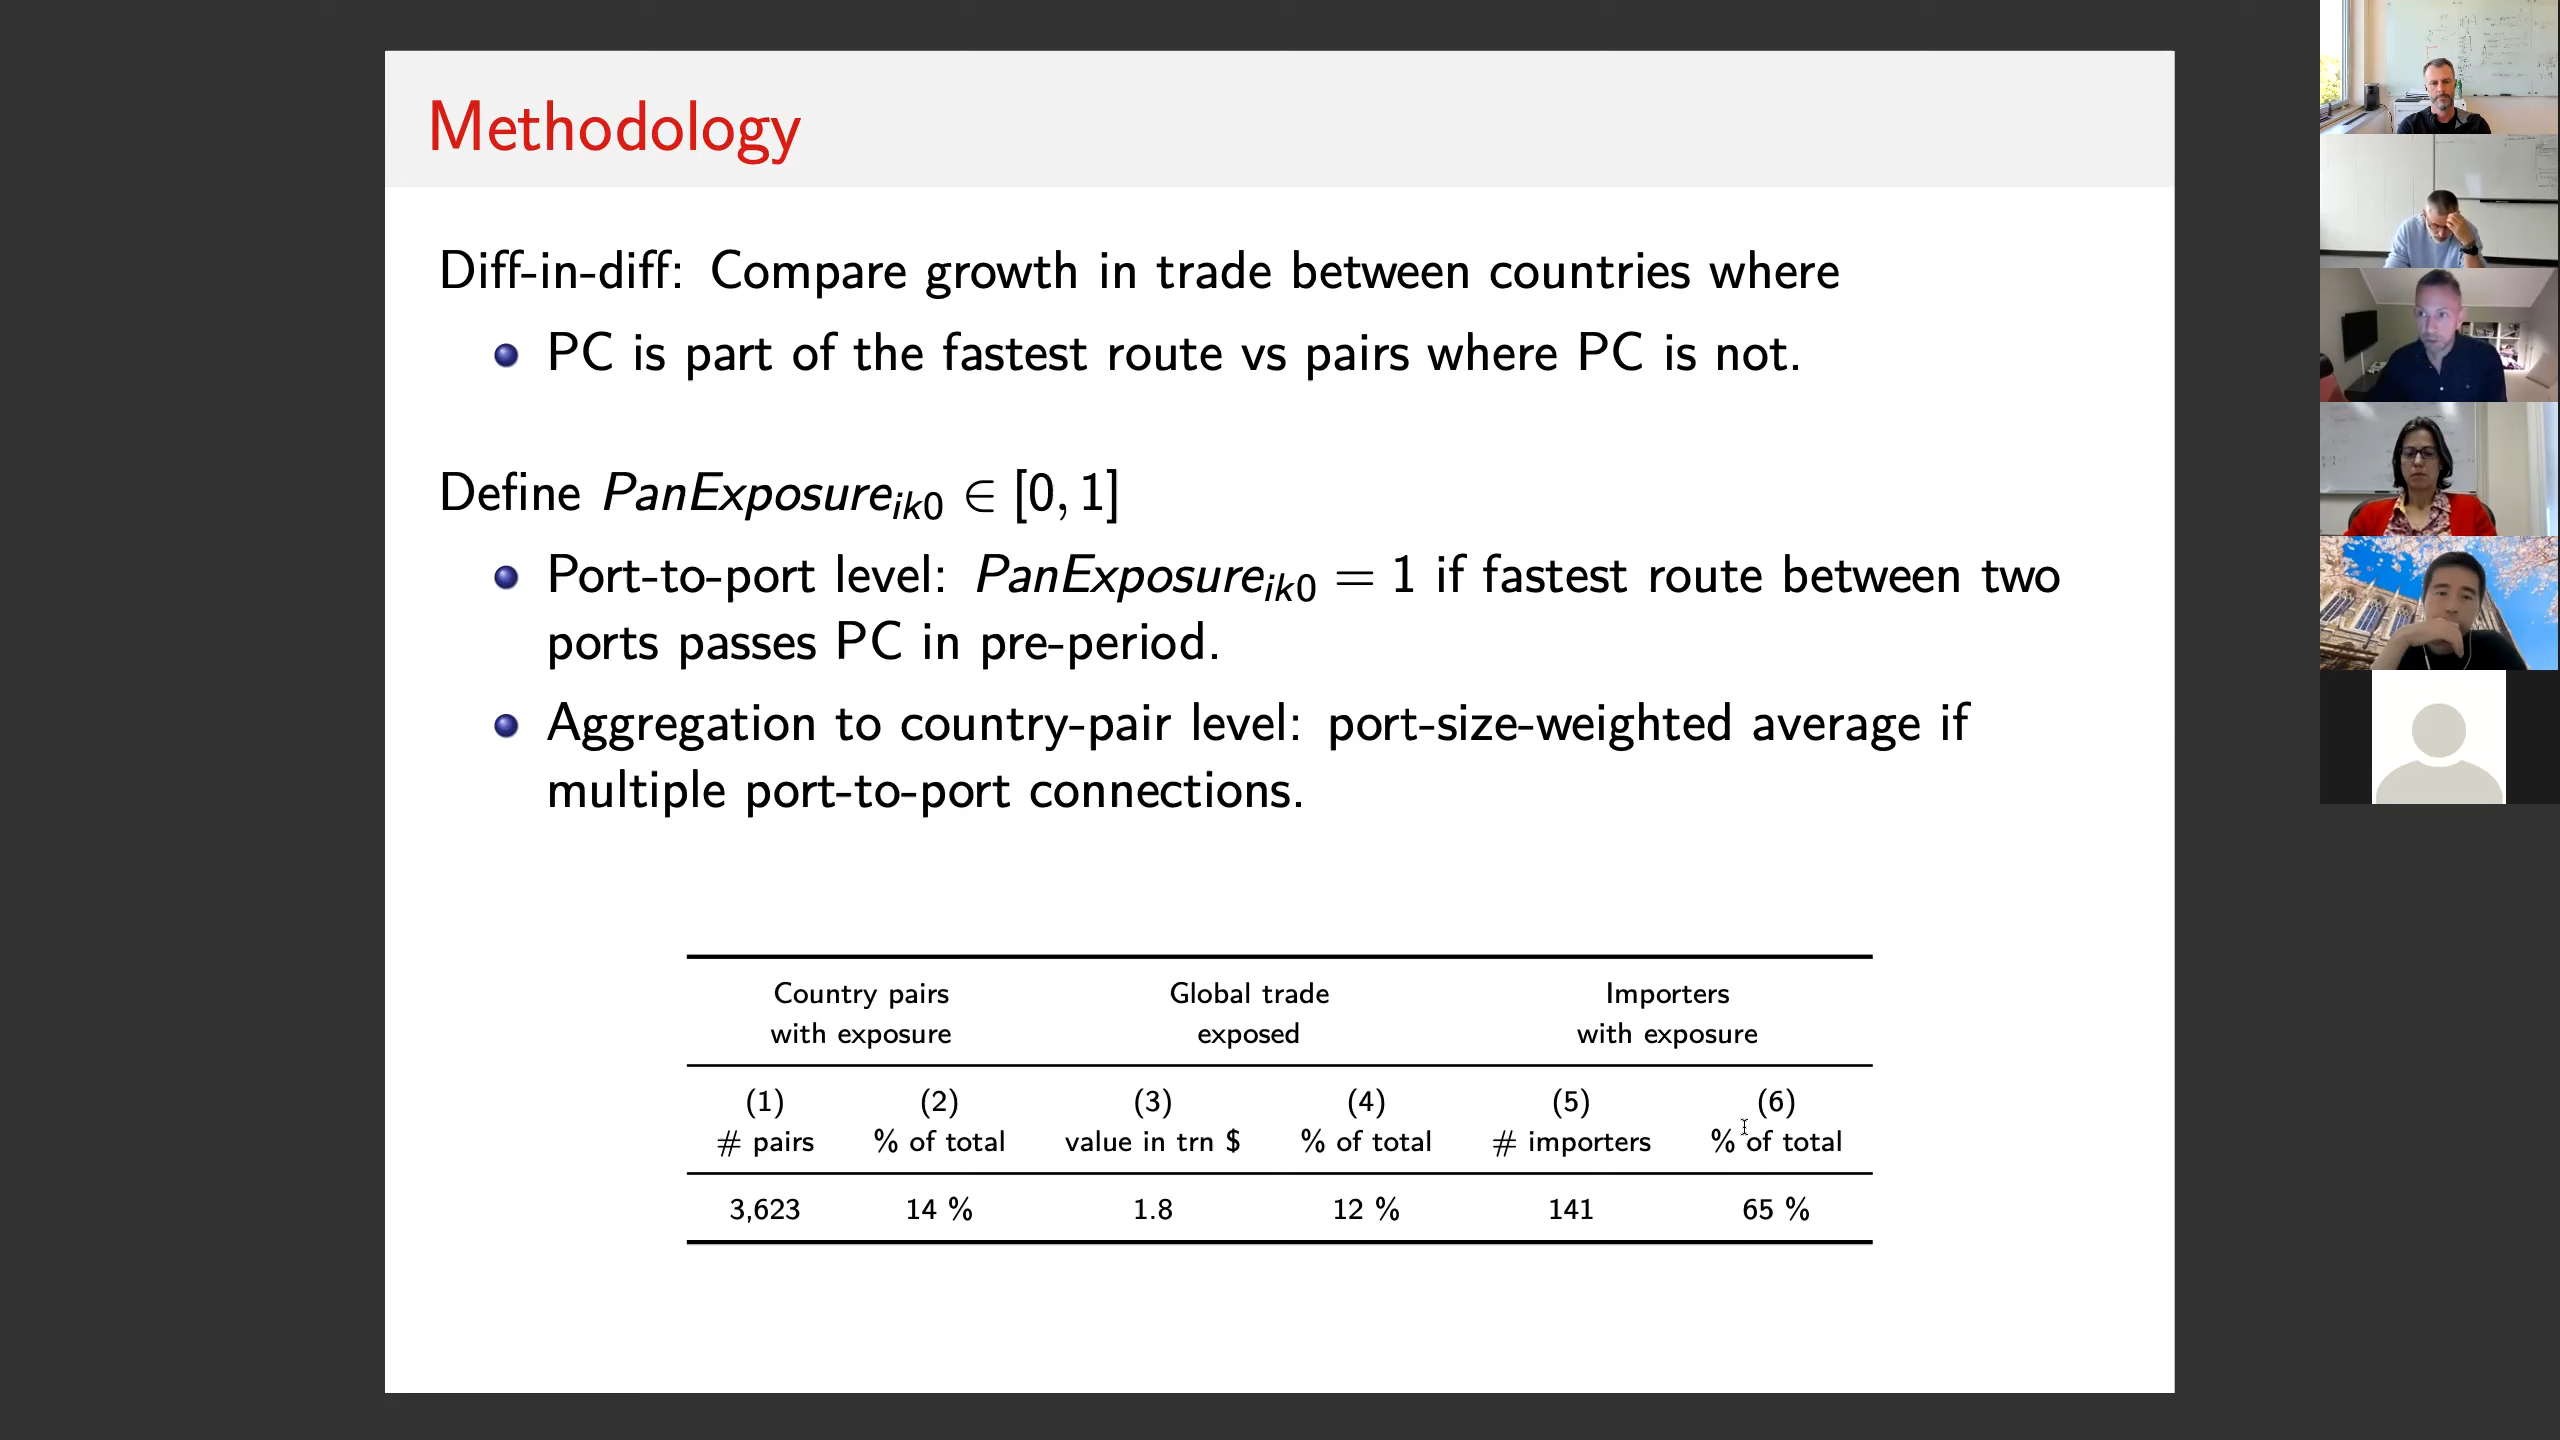 Methodology
Diff-in-diff: Compare growth in trade between countries where
PC is part of the fastest route vs pairs where PC is not.
Define PanExposure_{ik0} ∈ [0, 1]
Port-to-port level: PanExposure_{ik0} = 1 if fastest route between two
ports passes PC in pre-period.
Aggregation to country-pair level: port-size-weighted average if
multiple port-to-port connections.
Country pairs Global trade Importers
with exposure exposed with exposure
(1) (2) (3) (4) (5) (6)
# pairs % of total value in trn $ % of total # importers % of total
3,623 14 % 1.8 12 % 141 65 %